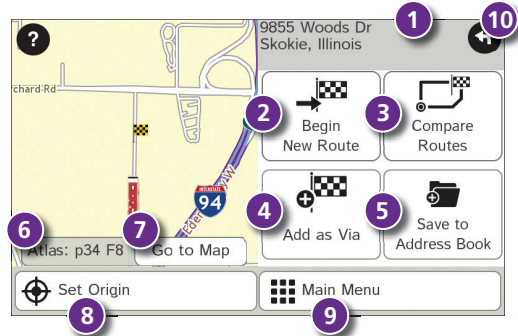 ?
9855 Woods Dr
Skokie, Illinois
1
10
chard Rd
2
Begin
New Route
3
Compare
Routes
INTERSTATE
94
Eden
4
Add as Via
5
Save to
Address Book
6
Atlas: p34 F8
7
Go to Map
Set Origin
8
Main Menu
9